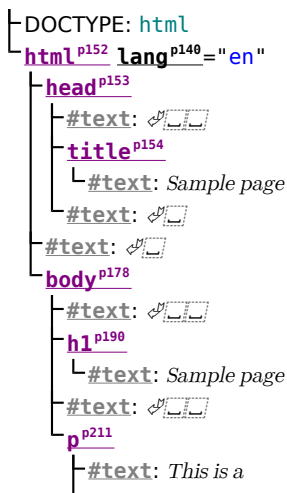 DOCTYPE: html
html^p152 lang^p140="en"
head^p153
#text: ⏎␣␣
title^p154
#text: Sample page
#text: ⏎␣
#text: ⏎␣
body^p178
#text: ⏎␣␣
h1^p190
#text: Sample page
#text: ⏎␣␣
p^p211
#text: This is a